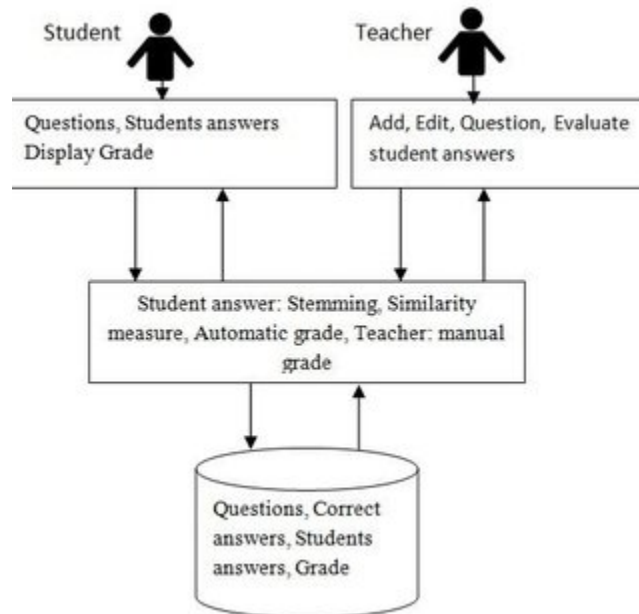 Student
Teacher
Questions, Students answers
Display Grade
Add, Edit, Question, Evaluate
student answers
Student answer: Stemming, Similarity
measure, Automatic grade, Teacher: manual
grade
Questions, Correct
answers, Students
answers, Grade